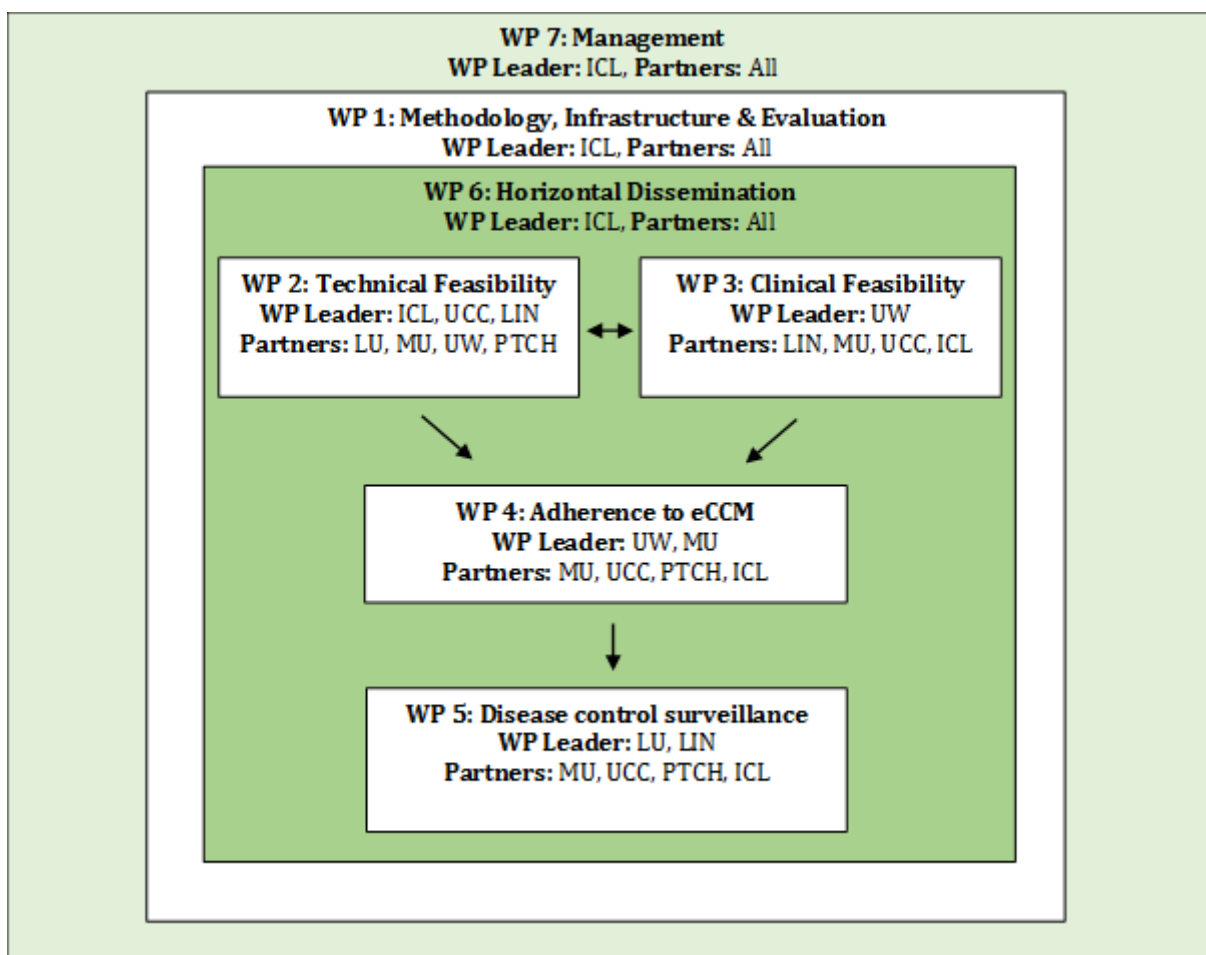 WP 7: Management
WP Leader: ICL, Partners: All
WP 1: Methodology, Infrastructure & Evaluation
WP Leader: ICL, Partners: All
WP 6: Horizontal Dissemination
WP Leader: ICL, Partners: All
WP 2: Technical Feasibility
WP Leader: ICL, UCC, LIN
Partners: LU, MU, UW, PTCH
WP 3: Clinical Feasibility
WP Leader: UW
Partners: LIN, MU, UCC, ICL
WP 4: Adherence to eCCM
WP Leader: UW, MU
Partners: MU, UCC, PTCH, ICL
WP 5: Disease control surveillance
WP Leader: LU, LIN
Partners: MU, UCC, PTCH, ICL